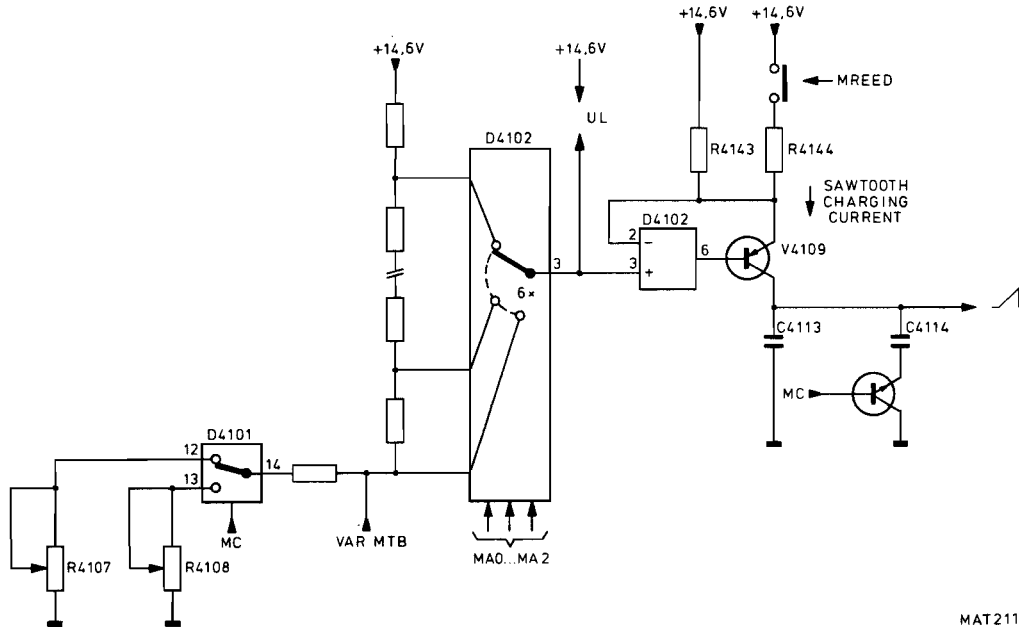 +14,6V
+14,6V
+14,6V
+14,6V
MREED
UL
D4102
R4143
R4144
SAWTOOTH
CHARGING
CURRENT
D4102
2
-
3
+
6
V4109
3
6×
C4113
C4114
MC
D4101
12
13
14
MC
VAR MTB
MA0...MA2
R4107
R4108
MAT211